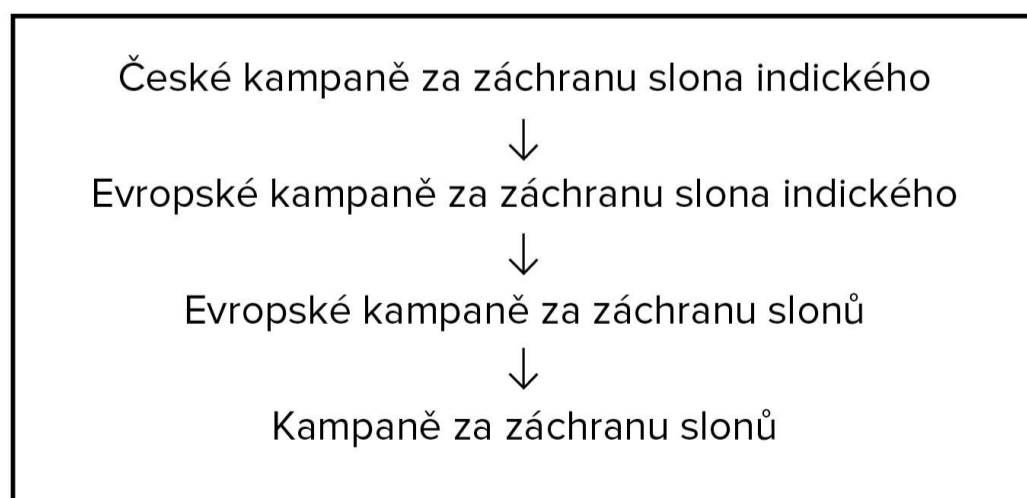 České kampaně za záchranu slona indického
↓
Evropské kampaně za záchranu slona indického
↓
Evropské kampaně za záchranu slonů
↓
Kampaně za záchranu slonů